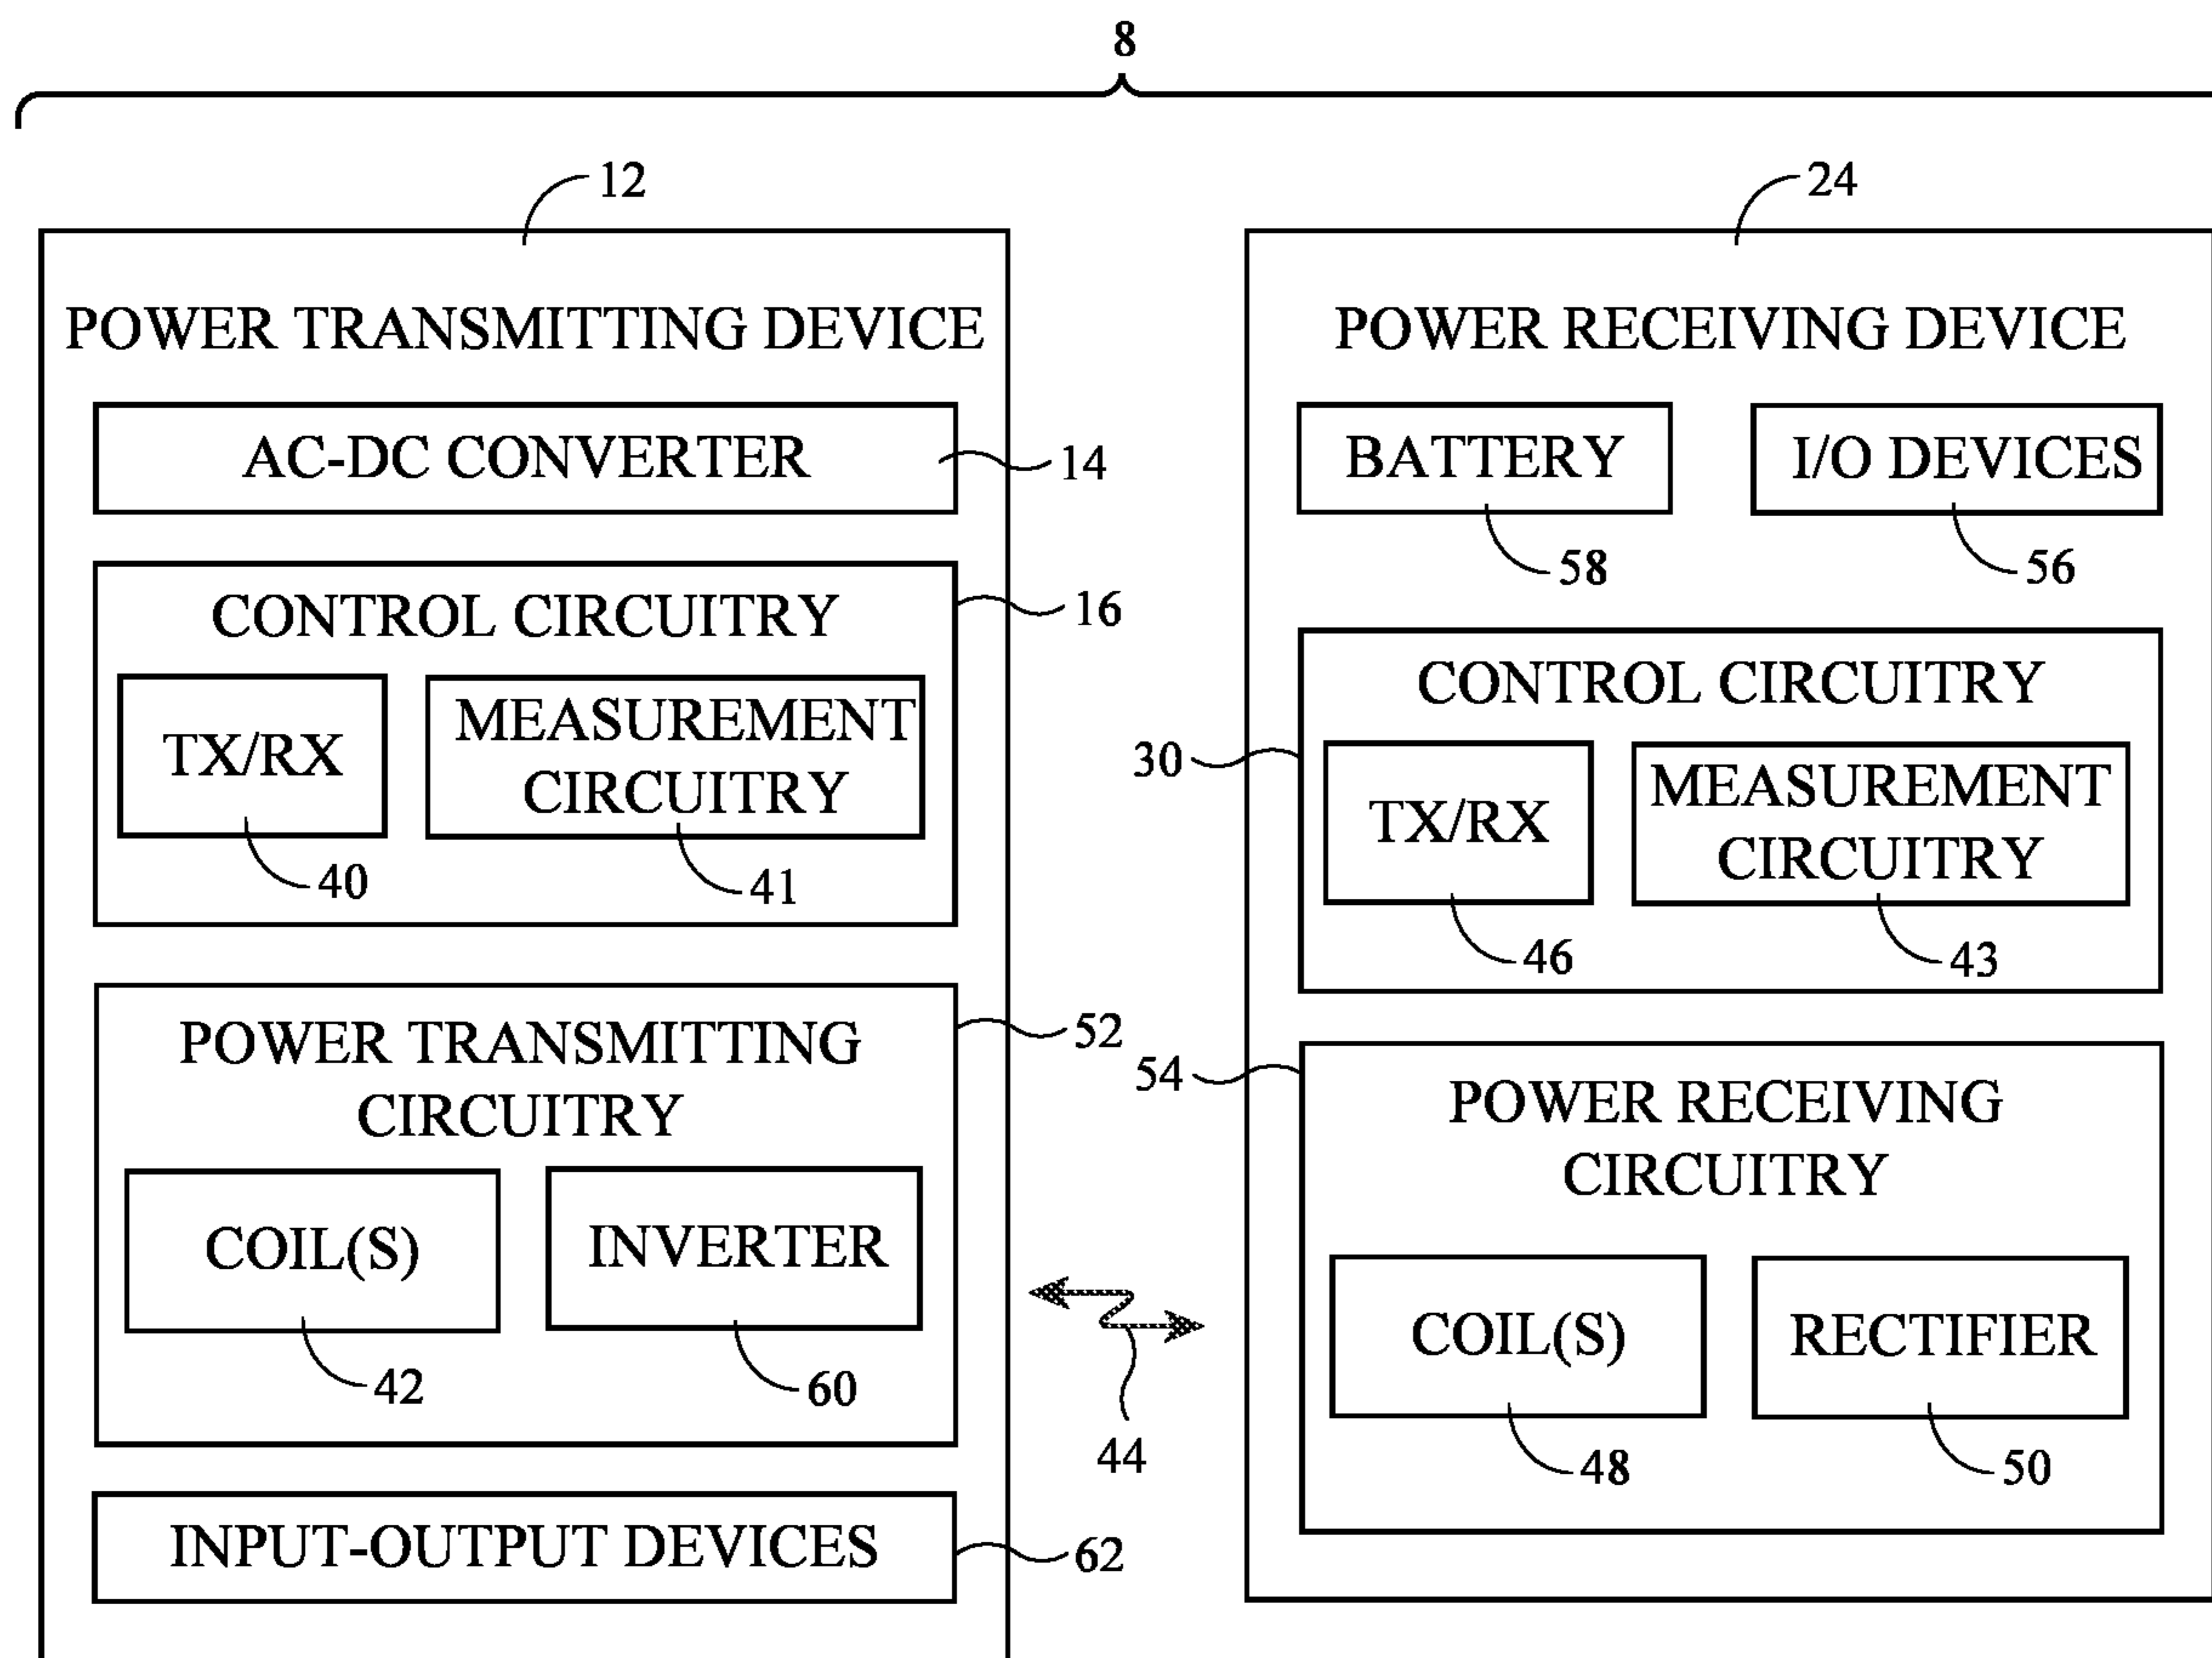 8
12
POWER TRANSMITTING DEVICE
AC-DC CONVERTER
14
CONTROL CIRCUITRY
16
TX/RX
40
MEASUREMENT
CIRCUITRY
41
POWER TRANSMITTING
CIRCUITRY
52
COIL(S)
42
INVERTER
60
INPUT-OUTPUT DEVICES
62
44
24
POWER RECEIVING DEVICE
BATTERY
58
I/O DEVICES
56
CONTROL CIRCUITRY
30
TX/RX
46
MEASUREMENT
CIRCUITRY
43
54
POWER RECEIVING
CIRCUITRY
COIL(S)
48
RECTIFIER
50